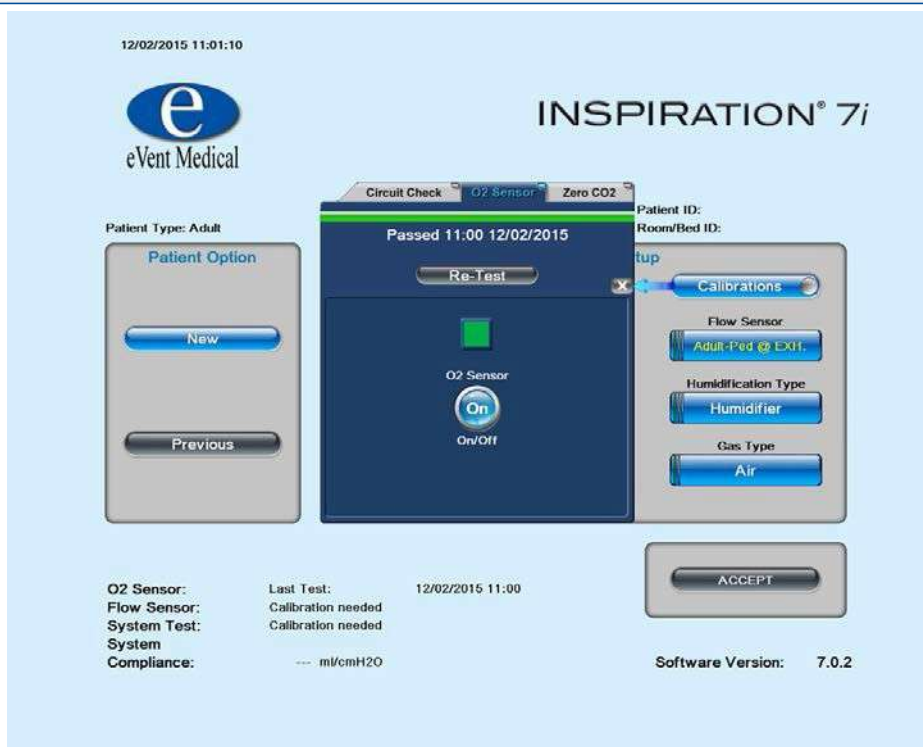 12/02/2015 11:01:10
e
eVent Medical
INSPIRATION® 7i
Circuit Check O2 Sensor Zero CO2
Patient Type: Adult
Patient ID:
Room/Bed ID:
Passed 11:00 12/02/2015
Re-Test
X
O2 Sensor
On
On/Off
Patient Option
New
Previous
tup
Calibrations
Flow Sensor
Adult-Ped @ EXH.
Humidification Type
Humidifier
Gas Type
Air
ACCEPT
O2 Sensor: Last Test: 12/02/2015 11:00
Flow Sensor: Calibration needed
System Test: Calibration needed
System
Compliance: --- ml/cmH2O
Software Version: 7.0.2